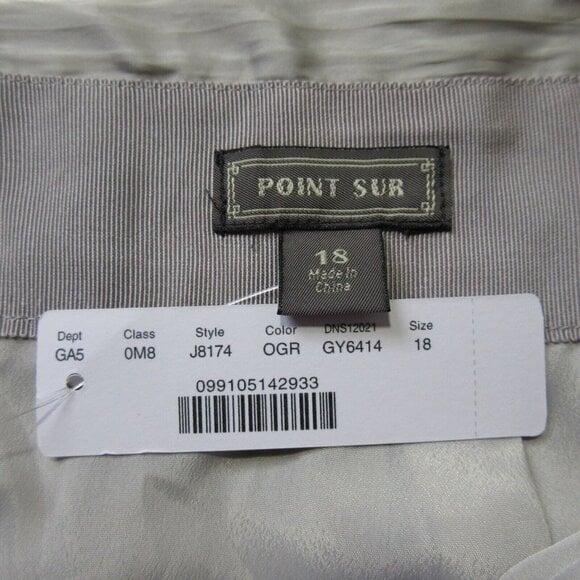 POINT SUR
18
Made In
China
Dept Class Style Color DNS12021 Size
GA5 0M8 J8174 OGR GY6414 18
099105142933